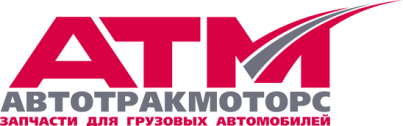 АТМ
АВТОТРАКМОТОРС
ЗАПЧАСТИ ДЛЯ ГРУЗОВЫХ АВТОМОБИЛЕЙ